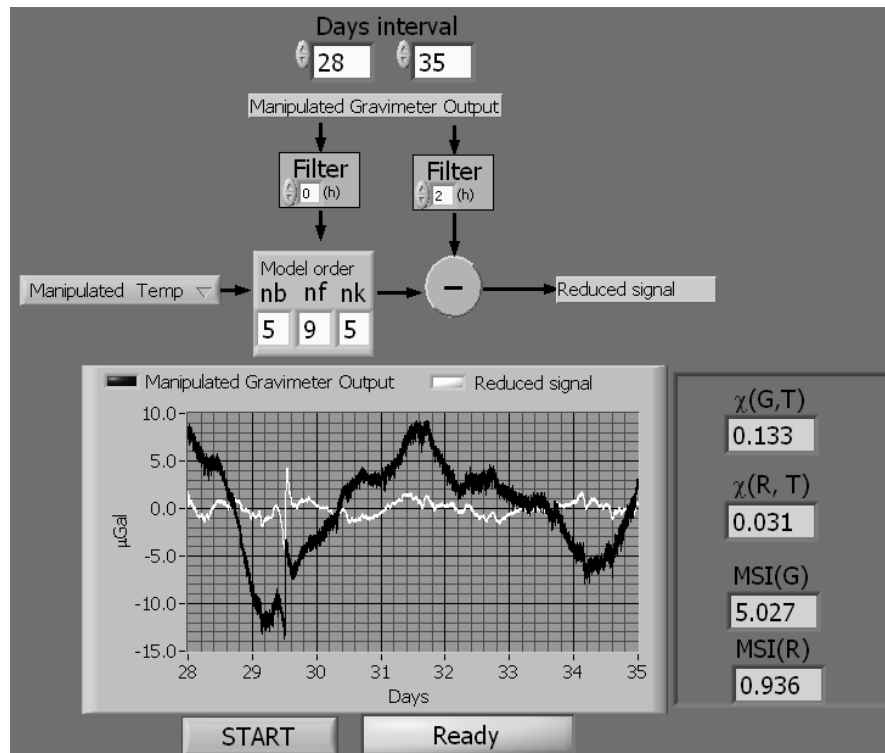 Days interval
28 35
Manipulated Gravimeter Output
Filter Filter
0 (h) 2 (h)
Model order
nb nf nk
Manipulated Temp
−
Reduced signal
5 9 5
Manipulated Gravimeter Output Reduced signal
10.0
5.0
0.0
-5.0
-10.0
-15.0
µGal
28 29 30 31 32 33 34 35
Days
χ(G,T)
0.133
χ(R, T)
0.031
MSI(G)
5.027
MSI(R)
0.936
START Ready